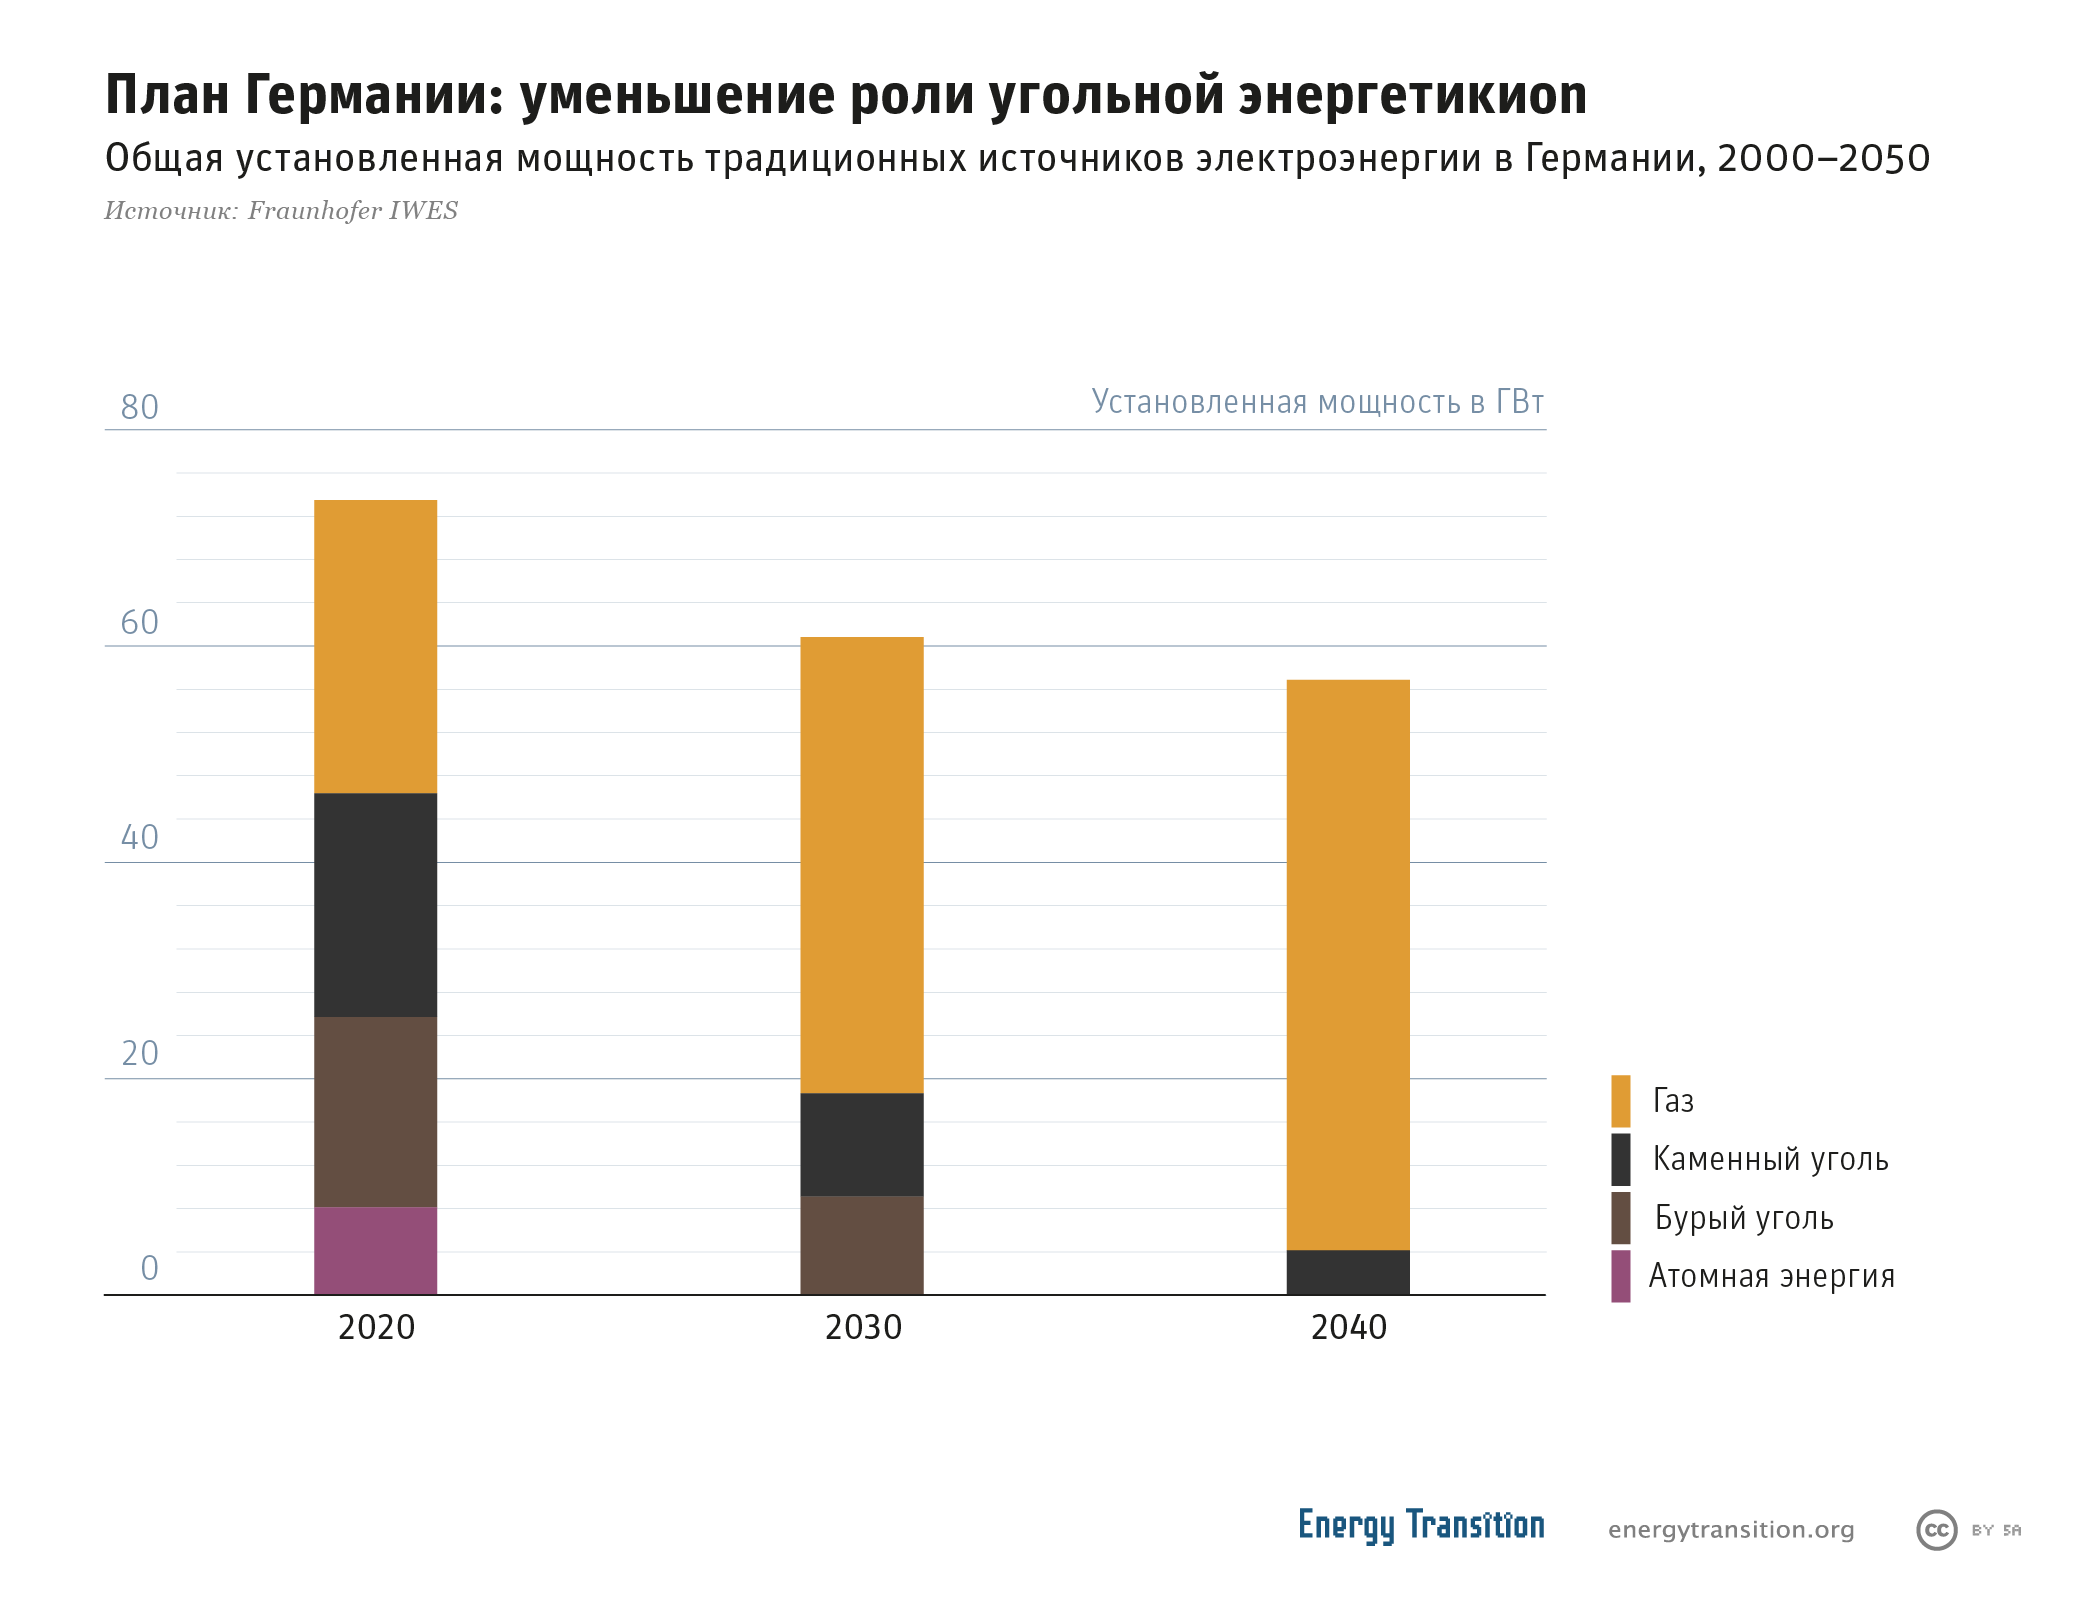 План Германии: уменьшение роли угольной энергетикиon
Общая установленная мощность традиционных источников электроэнергии в Германии, 2000–2050
Источник: Fraunhofer IWES
Установленная мощность в ГВт
80
60
40
20
0
2020
2030
2040
Газ
Каменный уголь
Бурый уголь
Атомная энергия
Energy Transition
energytransition.org
cc BY SA